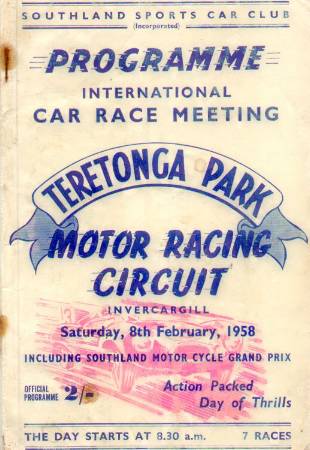 SOUTHLAND SPORTS CAR CLUB
(Incorporated)
PROGRAMME
INTERNATIONAL
CAR RACE MEETING
TERETONGA PARK
MOTOR RACING
CIRCUIT
INVERCARGILL
Saturday, 8th February, 1958
INCLUDING SOUTHLAND MOTOR CYCLE GRAND PRIX
OFFICIAL
PROGRAMME 2/-
Action Packed
Day of Thrills
THE DAY STARTS AT 8.30 a.m. 7 RACES